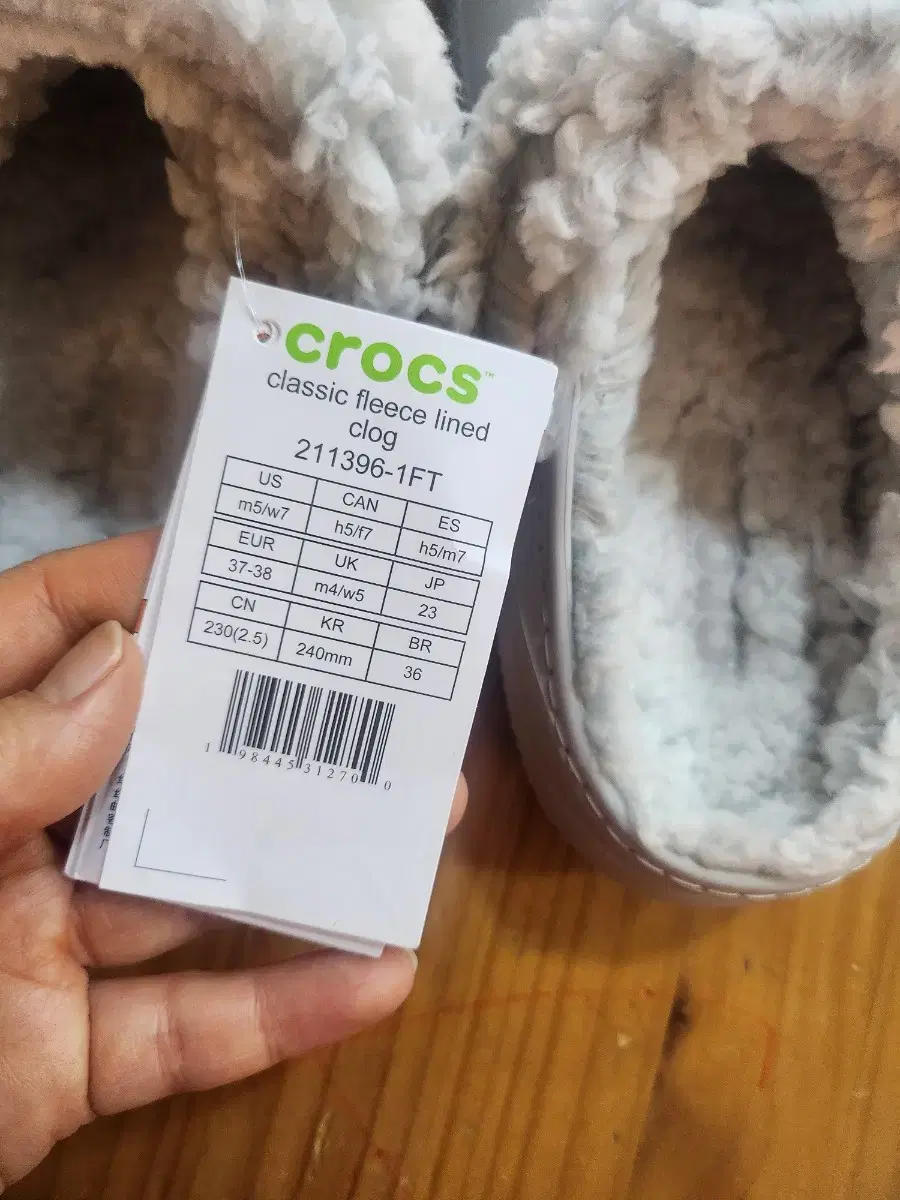 crocs™
classic fleece lined
clog
211396-1FT
US CAN ES
m5/w7 h5/f7 h5/m7
EUR UK JP
37-38 m4/w5 23
CN KR BR
230(2.5) 240mm 36
1 98445 31270 0